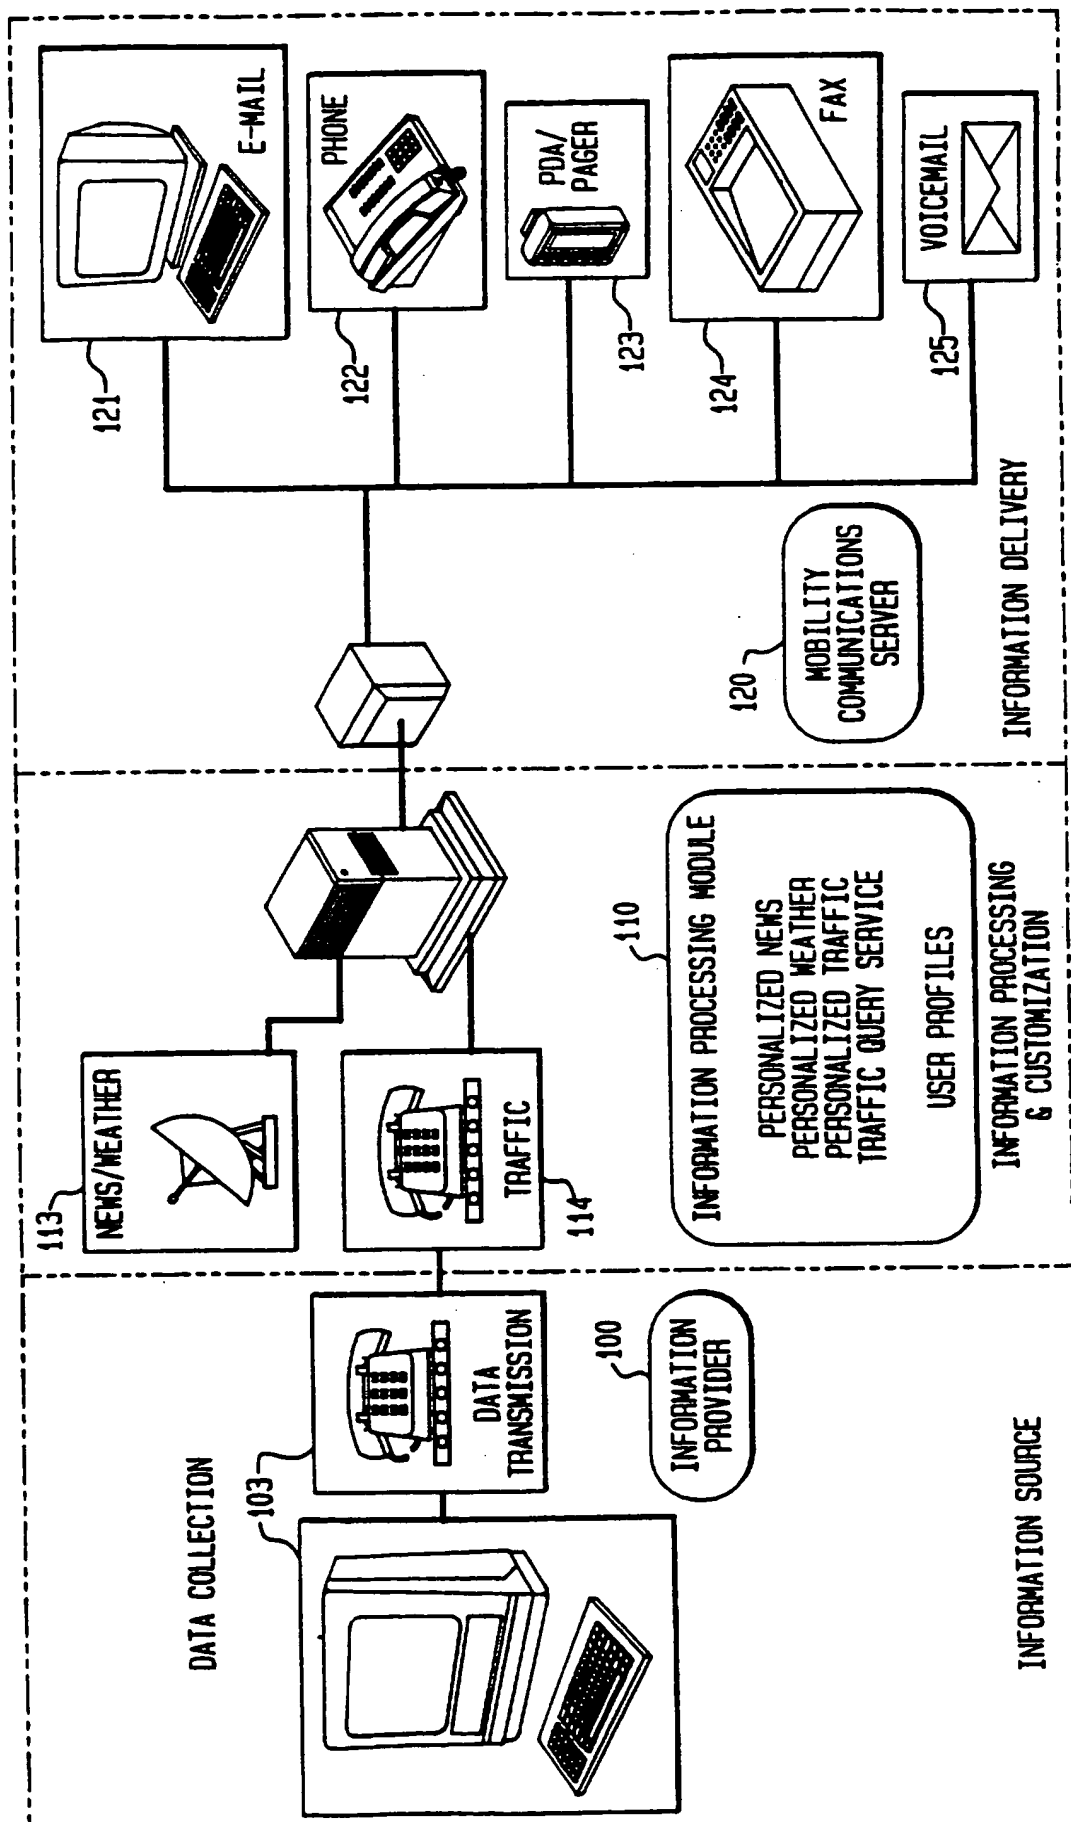 DATA COLLECTION
103
DATA
TRANSMISSION
100
INFORMATION
PROVIDER
INFORMATION SOURCE
113
NEWS/WEATHER
TRAFFIC
114
110
INFORMATION PROCESSING MODULE
PERSONALIZED NEWS
PERSONALIZED WEATHER
PERSONALIZED TRAFFIC
TRAFFIC QUERY SERVICE
USER PROFILES
INFORMATION PROCESSING
& CUSTOMIZATION
120
MOBILITY
COMMUNICATIONS
SERVER
INFORMATION DELIVERY
121
E-MAIL
122
PHONE
123
PDA/
PAGER
124
FAX
125
VOICEMAIL